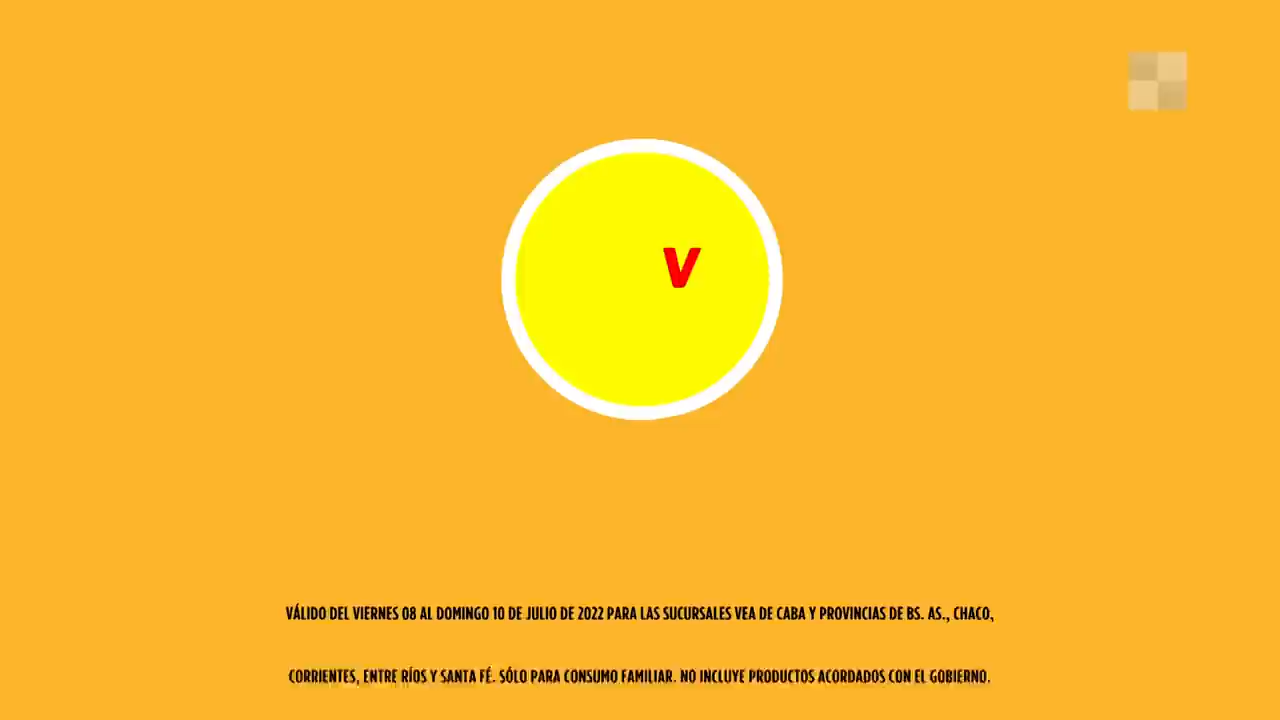 V
VÁLIDO DEL VIERNES 08 AL DOMINGO 10 DE JULIO DE 2022 PARA LAS SUCURSALES VEA DE CABA Y PROVINCIAS DE BS. AS., CHACO,
CORRIENTES, ENTRE RÍOS Y SANTA FÉ. SÓLO PARA CONSUMO FAMILIAR. NO INCLUYE PRODUCTOS ACORDADOS CON EL GOBIERNO.